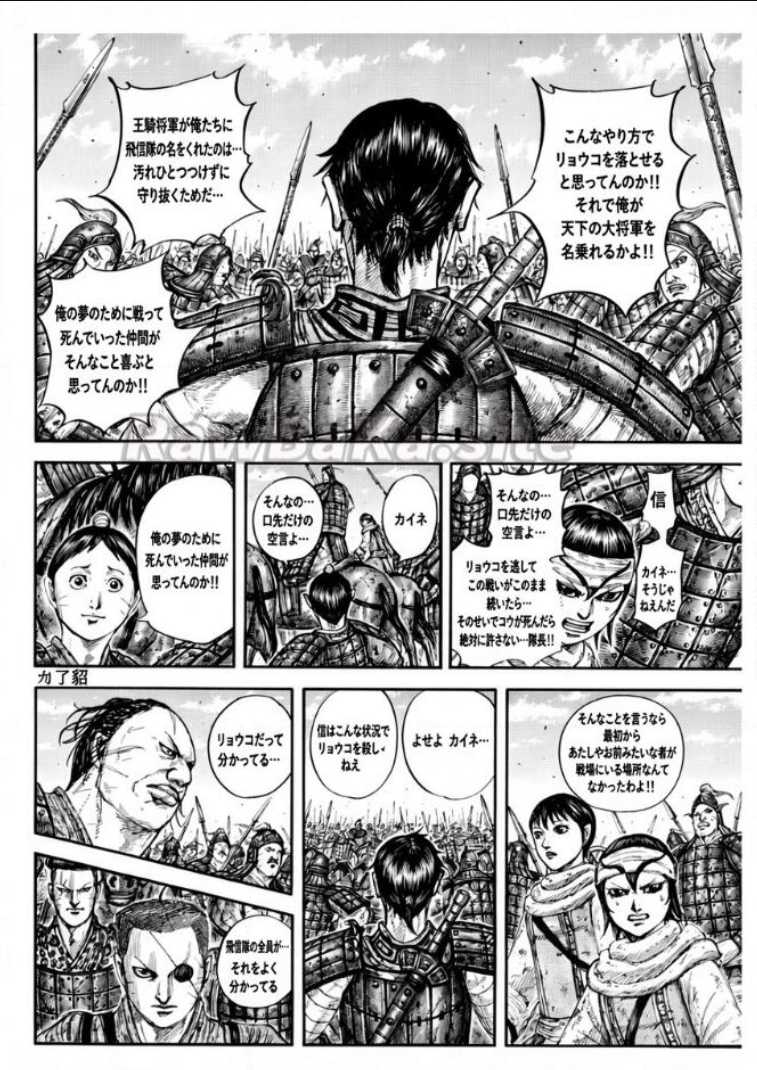 こんなやり方で
リョウコを落とせる
と思ってんのか!!
それで俺が
天下の大将軍を
名乗れるかよ!!
王騎将軍が俺たちに
飛信隊の名をくれたのは…
汚れひとつつけずに
守り抜くためだ…
俺の夢のために戦って
死んでいった仲間が
そんなこと喜ぶと
思ってんのか!!
RawBaka.site
信
カイネ…
そうじゃ
ねえんだ
そんなの…
口先だけの
空言よ…
リョウコを逃して
この戦いがこのまま
続いたら…
そのせいでコウが死んだら
絶対に許さない…隊長!!
カイネ
そんなの…
口先だけの
空言よ…
俺の夢のために
死んでいった仲間が
思ってんのか!!
カ了貂
そんなことを言うなら
最初から
あたしやお前みたいな者が
戦場にいる場所なんて
なかったわよ!!
よせよ カイネ…
信はこんな状況で
リョウコを殺し
ねえ
リョウコだって
分かってる…
飛信隊の全員が…
それをよく
分かってる